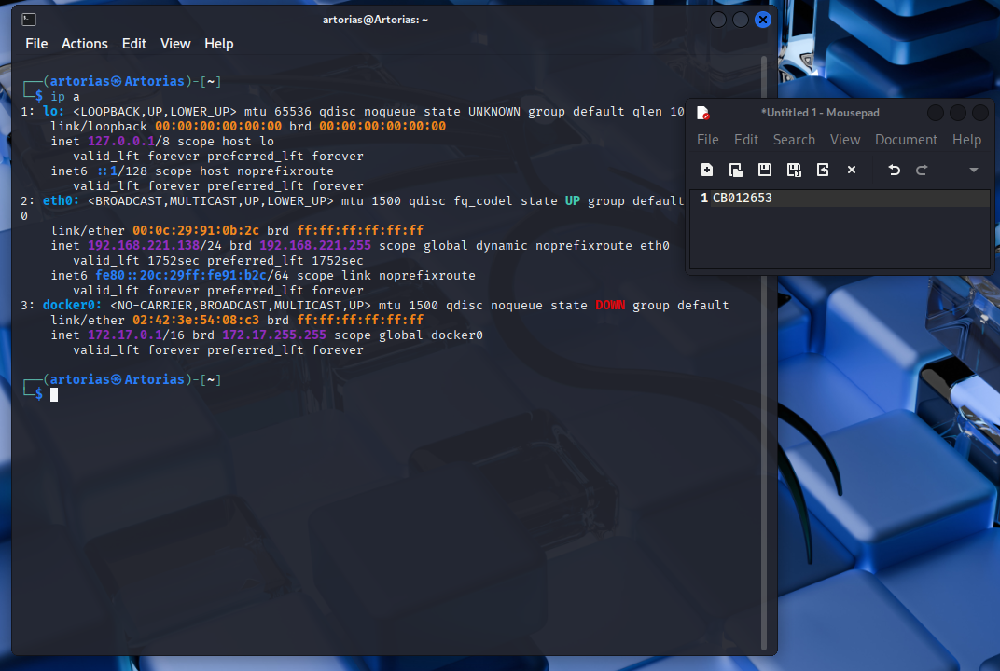 artorias@Artorias: ~
File Actions Edit View Help
┌──(artorias㉿Artorias)-[~]
└─$ ip a
1: lo: <LOOPBACK,UP,LOWER_UP> mtu 65536 qdisc noqueue state UNKNOWN group default qlen 10
link/loopback 00:00:00:00:00:00 brd 00:00:00:00:00:00
inet 127.0.0.1/8 scope host lo
valid_lft forever preferred_lft forever
inet6 ::1/128 scope host noprefixroute
valid_lft forever preferred_lft forever
2: eth0: <BROADCAST,MULTICAST,UP,LOWER_UP> mtu 1500 qdisc fq_codel state UP group default
0
link/ether 00:0c:29:91:0b:2c brd ff:ff:ff:ff:ff:ff
inet 192.168.221.138/24 brd 192.168.221.255 scope global dynamic noprefixroute eth0
valid_lft 1752sec preferred_lft 1752sec
inet6 fe80::20c:29ff:fe91:b2c/64 scope link noprefixroute
valid_lft forever preferred_lft forever
3: docker0: <NO-CARRIER,BROADCAST,MULTICAST,UP> mtu 1500 qdisc noqueue state DOWN group default
link/ether 02:42:3e:54:08:c3 brd ff:ff:ff:ff:ff:ff
inet 172.17.0.1/16 brd 172.17.255.255 scope global docker0
valid_lft forever preferred_lft forever
┌──(artorias㉿Artorias)-[~]
└─$
*Untitled 1 - Mousepad
File Edit Search View Document Help
1 CB012653